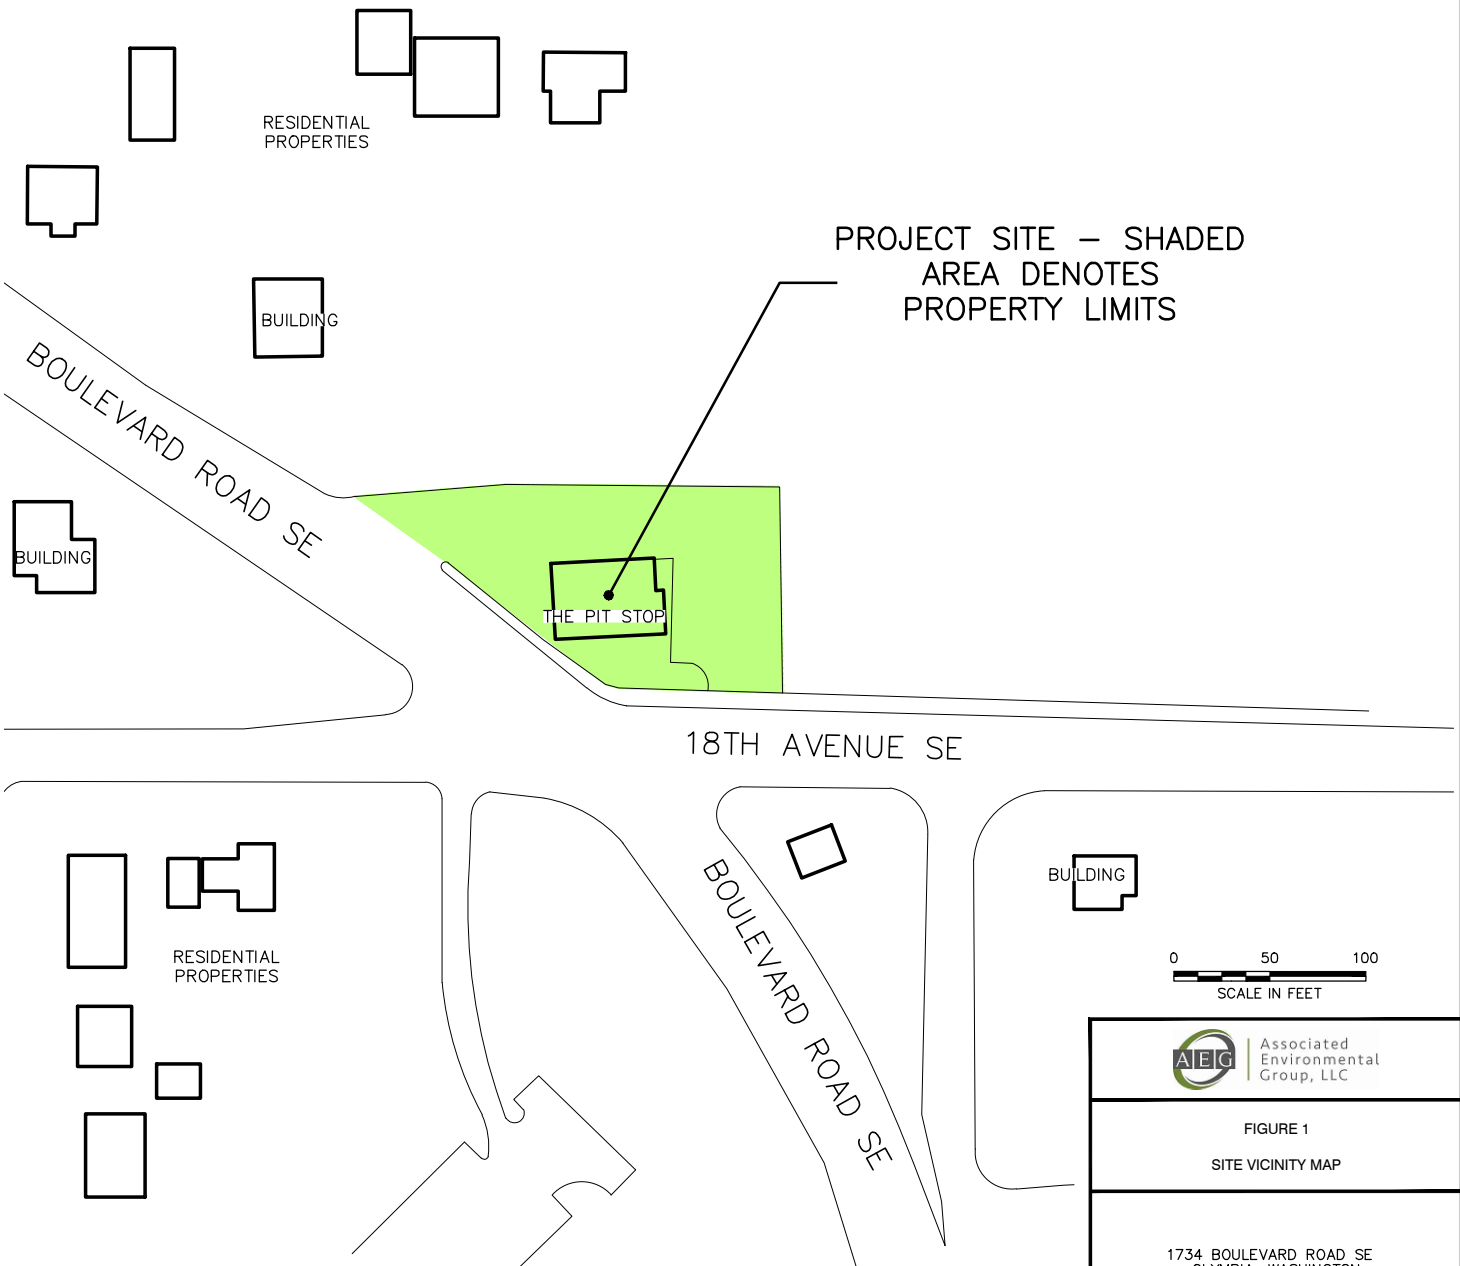 RESIDENTIAL
PROPERTIES
PROJECT SITE – SHADED
AREA DENOTES
PROPERTY LIMITS
BUILDING
BOULEVARD ROAD SE
BUILDING
THE PIT STOP
18TH AVENUE SE
BOULEVARD ROAD SE
BUILDING
RESIDENTIAL
PROPERTIES
0 50 100
SCALE IN FEET
AEG
Associated
Environmental
Group, LLC
FIGURE 1
SITE VICINITY MAP
1734 BOULEVARD ROAD SE
OLYMPIA, WASHINGTON